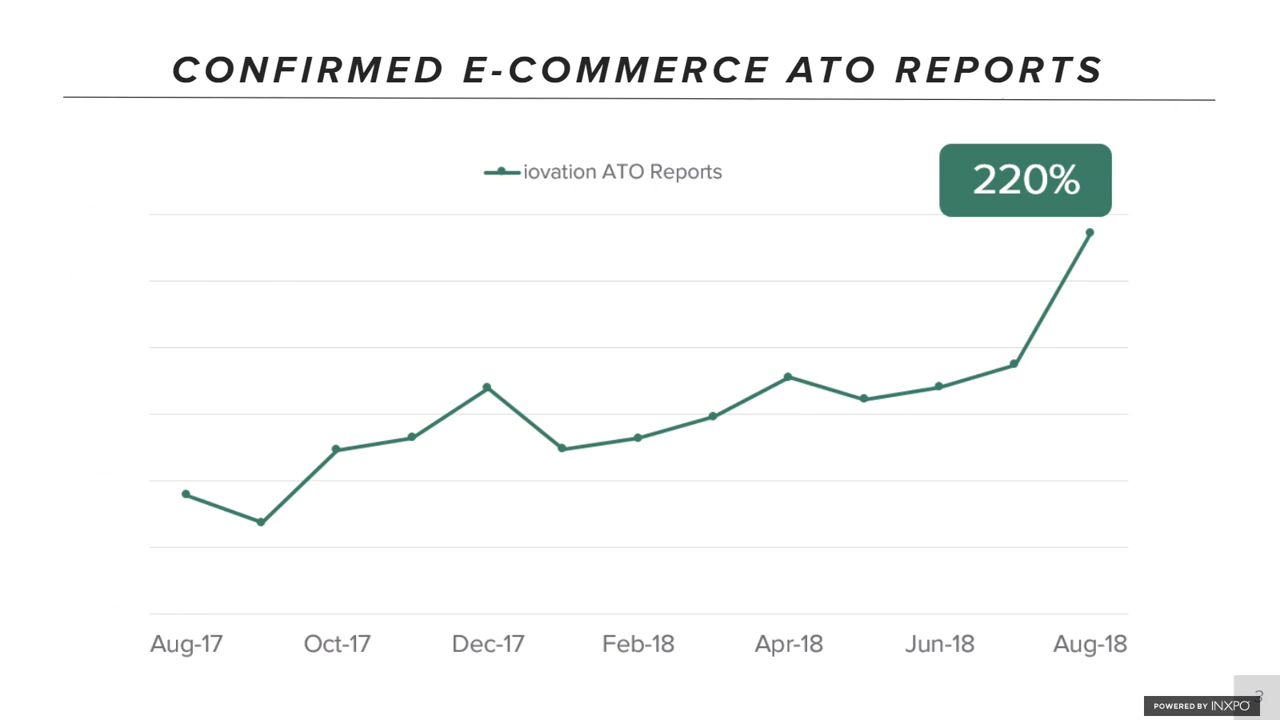 CONFIRMED E-COMMERCE ATO REPORTS
iovation ATO Reports
220%
Aug-17 Oct-17 Dec-17 Feb-18 Apr-18 Jun-18 Aug-18
3
POWERED BY INXPO